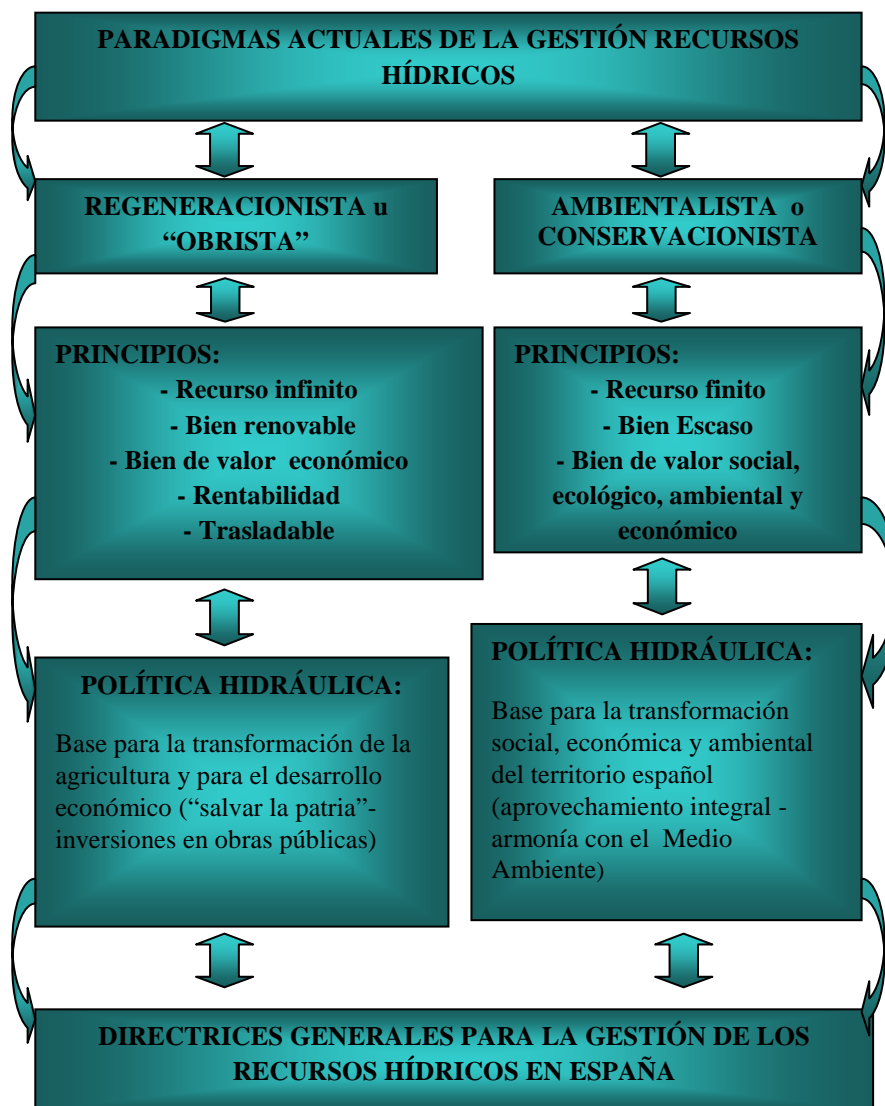 PARADIGMAS ACTUALES DE LA GESTIÓN RECURSOS
HÍDRICOS
REGENERACIONISTA u
“OBRISTA”
AMBIENTALISTA o
CONSERVACIONISTA
PRINCIPIOS:
- Recurso infinito
- Bien renovable
- Bien de valor económico
- Rentabilidad
- Trasladable
PRINCIPIOS:
- Recurso finito
- Bien Escaso
- Bien de valor social,
ecológico, ambiental y
económico
POLÍTICA HIDRÁULICA:
Base para la transformación de la
agricultura y para el desarrollo
económico (“salvar la patria”-
inversiones en obras públicas)
POLÍTICA HIDRÁULICA:
Base para la transformación
social, económica y ambiental
del territorio español
(aprovechamiento integral -
armonía con el Medio
Ambiente)
DIRECTRICES GENERALES PARA LA GESTIÓN DE LOS
RECURSOS HÍDRICOS EN ESPAÑA